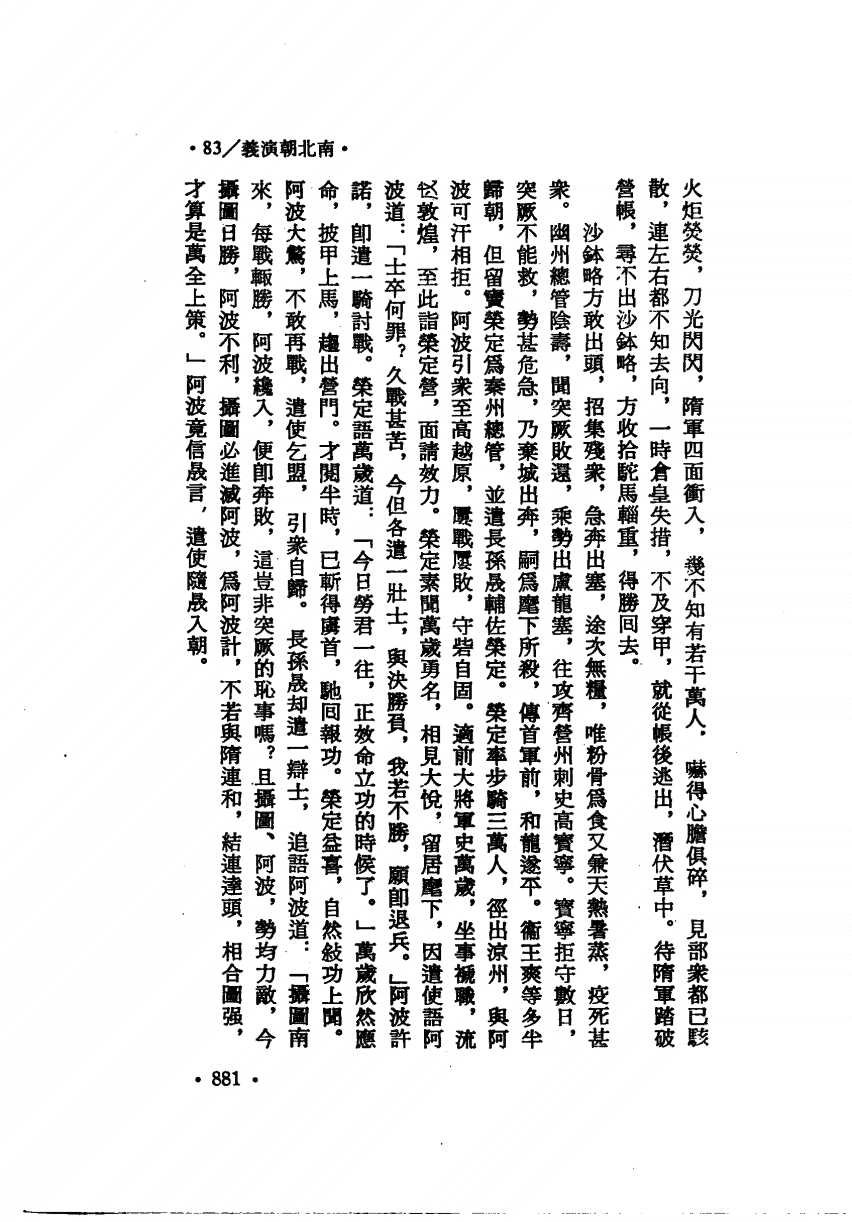 •83／義演朝北南•
火炬熒熒，刀光閃閃，隋軍四面衝入，幾不知有若干萬人，嚇得心膽俱碎，見部衆都已駭
散，連左右都不知去向，一時倉皇失措，不及穿甲，就從帳後逃出，潛伏草中。待隋軍踏破
營帳，尋不出沙鉢略，方收拾駝馬輜重，得勝回去。
沙鉢略方敢出頭，招集殘衆，急奔出塞，途次無糧，唯粉骨爲食又兼天熱暑蒸，疫死甚
衆。幽州總管陰壽，聞突厥敗還，乘勢出盧龍塞，往攻齊營州刺史高寶寧。寶寧拒守數日，
突厥不能救，勢甚危急，乃棄城出奔，嗣爲麾下所殺，傳首軍前，和龍遂平。衞王爽等多半
歸朝，但留竇榮定爲秦州總管，並遣長孫晟輔佐榮定。榮定率步騎三萬人，徑出涼州，與阿
波可汗相拒。阿波引衆至高越原，屢戰屢敗，守砦自固。適前大將軍史萬歲，坐事褫職，流
戍敦煌，至此詣榮定營，面請效力。榮定素聞萬歲勇名，相見大悅，留居麾下，因遣使語阿
波道：「士卒何罪？久戰甚苦，今但各遣一壯士，與決勝負，我若不勝，願卽退兵。」阿波許
諾，卽遣一騎討戰。榮定語萬歲道：「今日勞君一往，正效命立功的時候了。」萬歲欣然應
命，披甲上馬，趨出營門。才閱半時，已斬得虜首，馳回報功。榮定益喜，自然敍功上聞。
阿波大驚，不敢再戰，遣使乞盟，引衆自歸。長孫晟却遣一辯士，追語阿波道：「攝圖南
來，每戰輒勝，阿波纔入，便卽奔敗，這豈非突厥的恥事嗎？且攝圖、阿波，勢均力敵，今
攝圖日勝，阿波不利，攝圖必進滅阿波，爲阿波計，不若與隋連和，結連達頭，相合圖强，
才算是萬全上策。」阿波竟信晟言，遣使隨晟入朝。
•881•